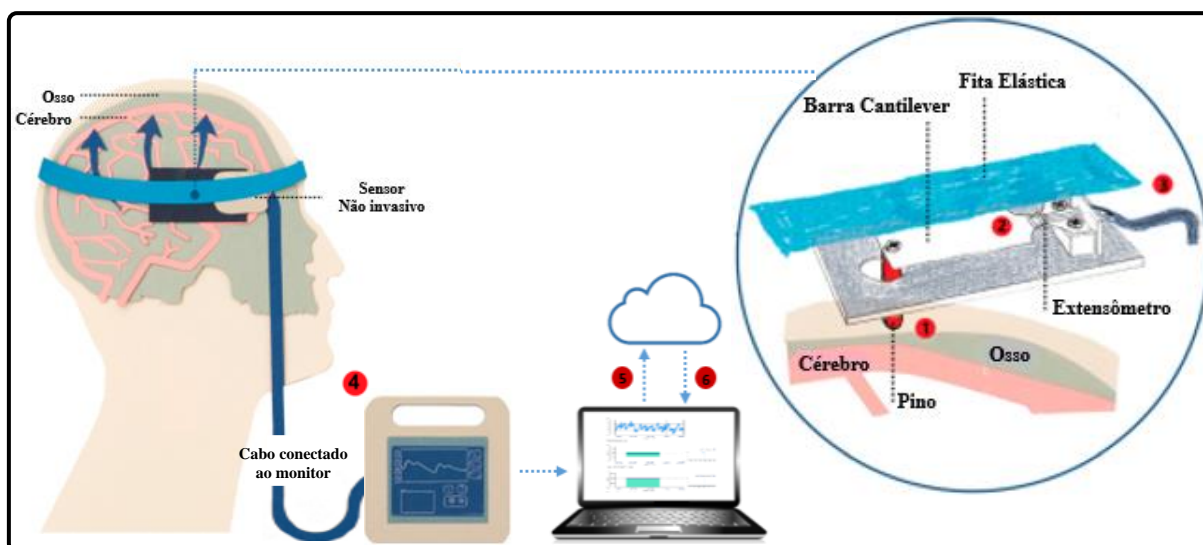 Osso
Cérebro
Sensor
Não invasivo
Cabo conectado
ao monitor
4
5
6
Fita Elástica
Barra Cantilever
3
2
Extensômetro
1
Osso
Cérebro
Pino